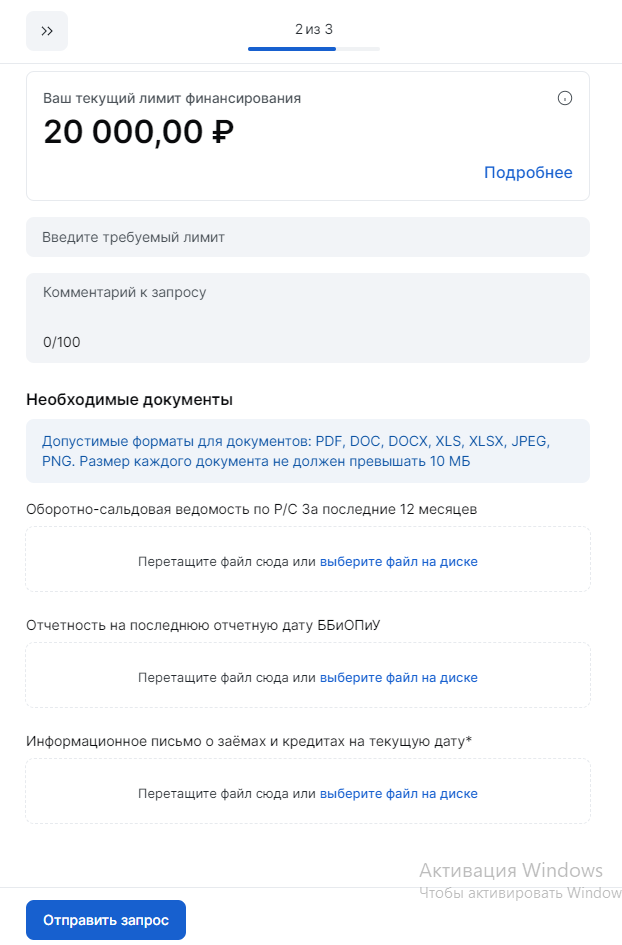 2 из 3
Ваш текущий лимит финансирования
20 000,00 ₽
Подробнее
Введите требуемый лимит
Комментарий к запросу
0/100
Необходимые документы
Допустимые форматы для документов: PDF, DOC, DOCX, XLS, XLSX, JPEG,
PNG. Размер каждого документа не должен превышать 10 МБ
Оборотно-сальдовая ведомость по Р/С За последние 12 месяцев
Перетащите файл сюда или выберите файл на диске
Отчетность на последнюю отчетную дату ББиОПиУ
Перетащите файл сюда или выберите файл на диске
Информационное письмо о заёмах и кредитах на текущую дату*
Перетащите файл сюда или выберите файл на диске
Активация Windows
Чтобы активировать Window
Отправить запрос